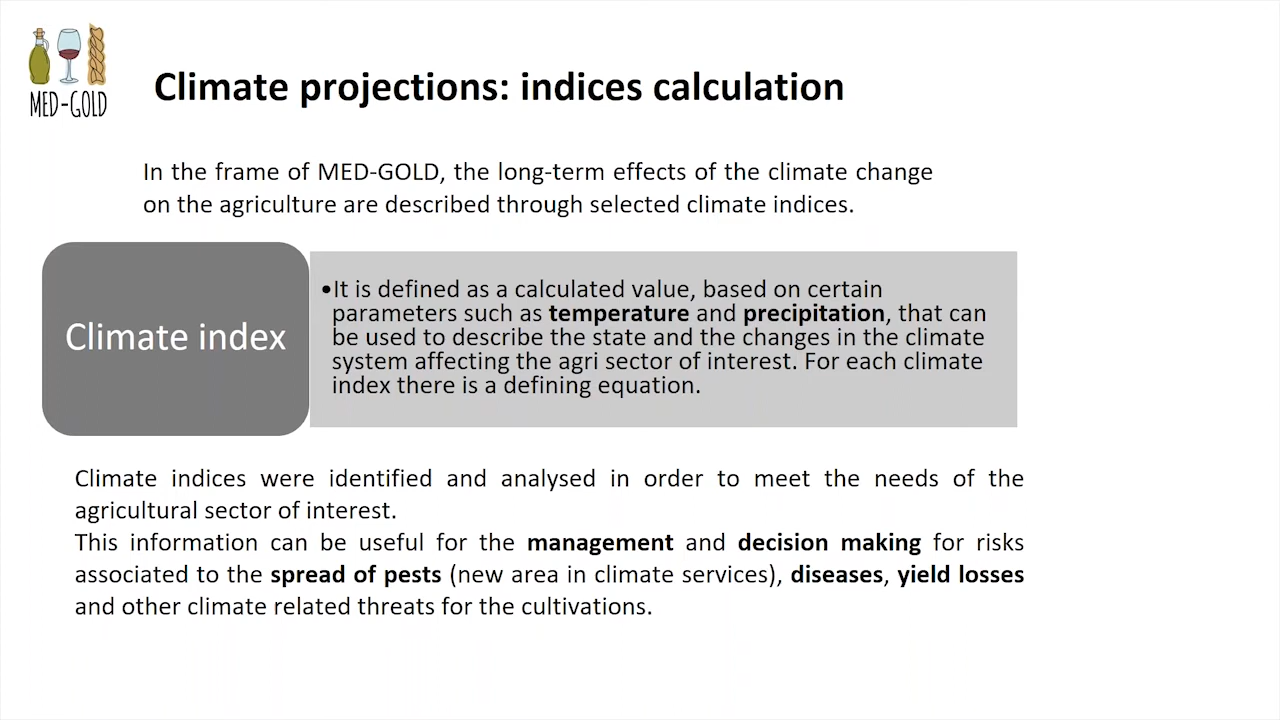 MED-GOLD
Climate projections: indices calculation
In the frame of MED-GOLD, the long-term effects of the climate change
on the agriculture are described through selected climate indices.
Climate index
•It is defined as a calculated value, based on certain
parameters such as temperature and precipitation, that can
be used to describe the state and the changes in the climate
system affecting the agri sector of interest. For each climate
index there is a defining equation.
Climate indices were identified and analysed in order to meet the needs of the
agricultural sector of interest.
This information can be useful for the management and decision making for risks
associated to the spread of pests (new area in climate services), diseases, yield losses
and other climate related threats for the cultivations.